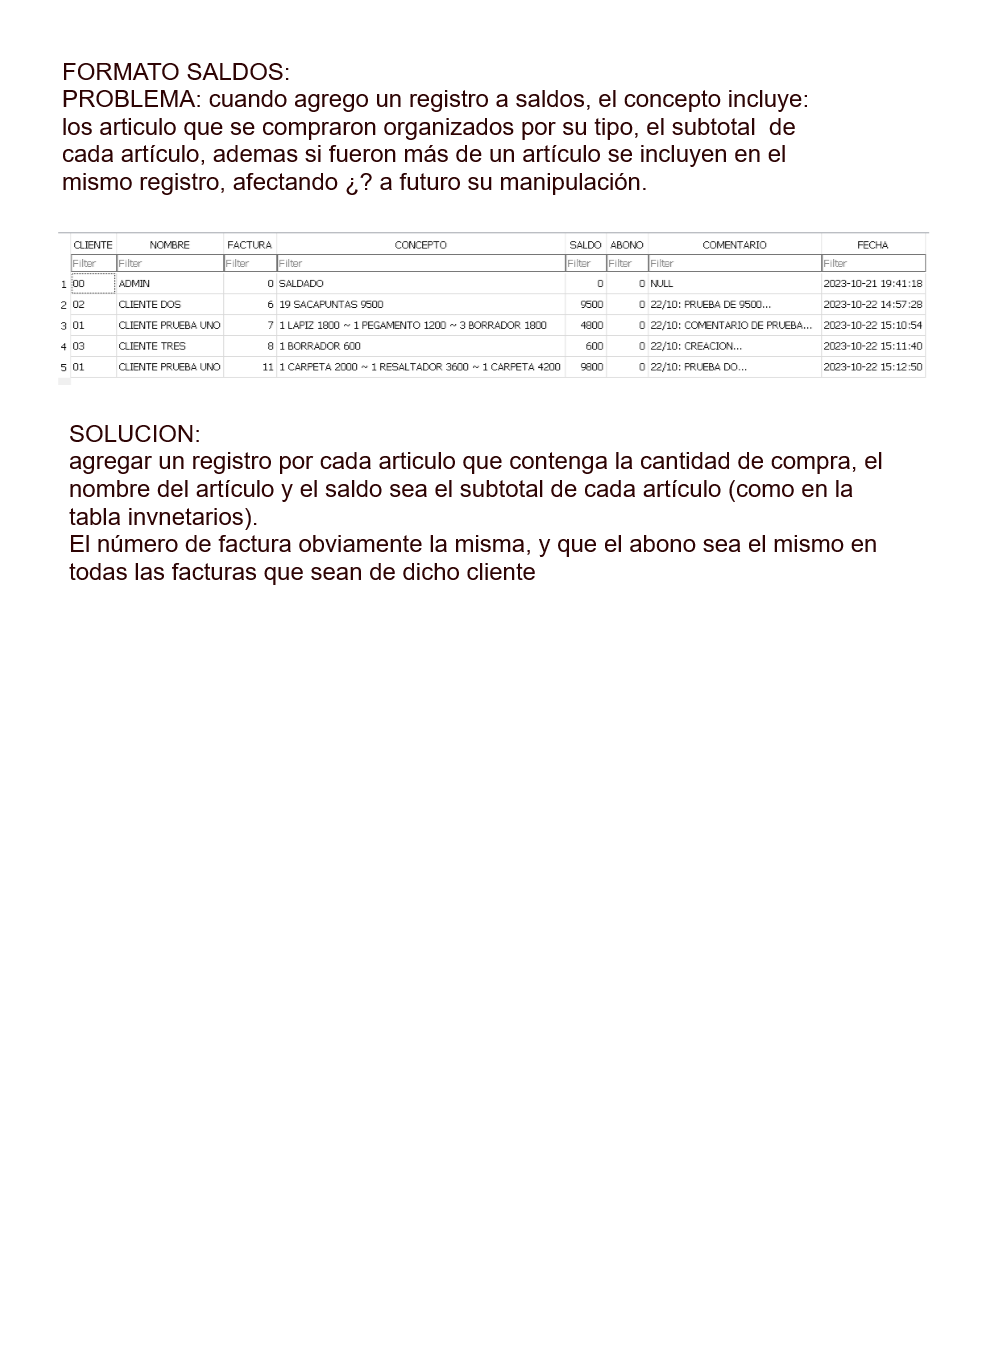 FORMATO SALDOS:
PROBLEMA: cuando agrego un registro a saldos, el concepto incluye:
los articulo que se compraron organizados por su tipo, el subtotal  de
cada artículo, ademas si fueron más de un artículo se incluyen en el
mismo registro, afectando ¿? a futuro su manipulación.
CLIENTE NOMBRE FACTURA CONCEPTO SALDO ABONO COMENTARIO FECHA
Filter Filter Filter Filter Filter Filter Filter Filter
1 00 ADMIN 0 SALDADO 0 0 NULL 2023-10-21 19:41:18
2 02 CLIENTE DOS 6 19 SACAPUNTAS 9500 9500 0 22/10: PRUEBA DE 9500... 2023-10-22 14:57:28
3 01 CLIENTE PRUEBA UNO 7 1 LAPIZ 1800 ~ 1 PEGAMENTO 1200 ~ 3 BORRADOR 1800 4800 0 22/10: COMENTARIO DE PRUEBA... 2023-10-22 15:10:54
4 03 CLIENTE TRES 8 1 BORRADOR 600 600 0 22/10: CREACION... 2023-10-22 15:11:40
5 01 CLIENTE PRUEBA UNO 11 1 CARPETA 2000 ~ 1 RESALTADOR 3600 ~ 1 CARPETA 4200 9800 0 22/10: PRUEBA DO... 2023-10-22 15:12:50
SOLUCION:
agregar un registro por cada articulo que contenga la cantidad de compra, el
nombre del artículo y el saldo sea el subtotal de cada artículo (como en la
tabla invnetarios).
El número de factura obviamente la misma, y que el abono sea el mismo en
todas las facturas que sean de dicho cliente